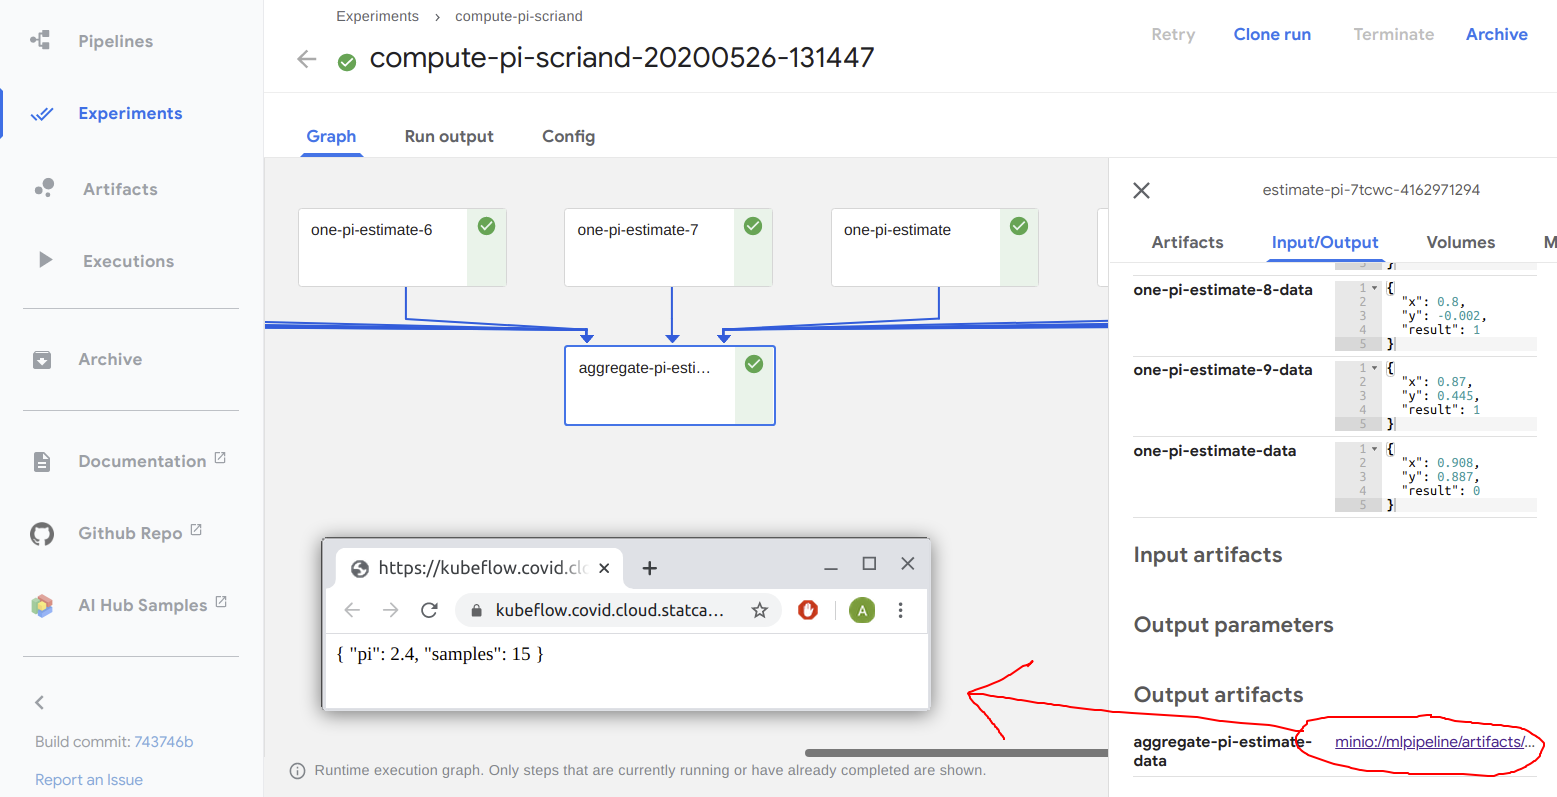 Pipelines
Experiments
Artifacts
Executions
Archive
Documentation
Github Repo
AI Hub Samples
Build commit: 743746b
Report an Issue
Experiments › compute-pi-scriand
compute-pi-scriand-20200526-131447
Retry Clone run Terminate Archive
Graph Run output Config
one-pi-estimate-6
one-pi-estimate-7
one-pi-estimate
aggregate-pi-esti...
https://kubeflow.covid.clo
kubeflow.covid.cloud.statca...
A
{ "pi": 2.4, "samples": 15 }
Runtime execution graph. Only steps that are currently running or have already completed are shown.
estimate-pi-7tcwc-4162971294
Artifacts Input/Output Volumes M
5 }
one-pi-estimate-8-data
1 {
2 "x": 0.8,
3 "y": -0.002,
4 "result": 1
5 }
one-pi-estimate-9-data
1 {
2 "x": 0.87,
3 "y": 0.445,
4 "result": 1
5 }
one-pi-estimate-data
1 {
2 "x": 0.908,
3 "y": 0.887,
4 "result": 0
5 }
Input artifacts
Output parameters
Output artifacts
aggregate-pi-estimate-
data
minio://mlpipeline/artifacts/...